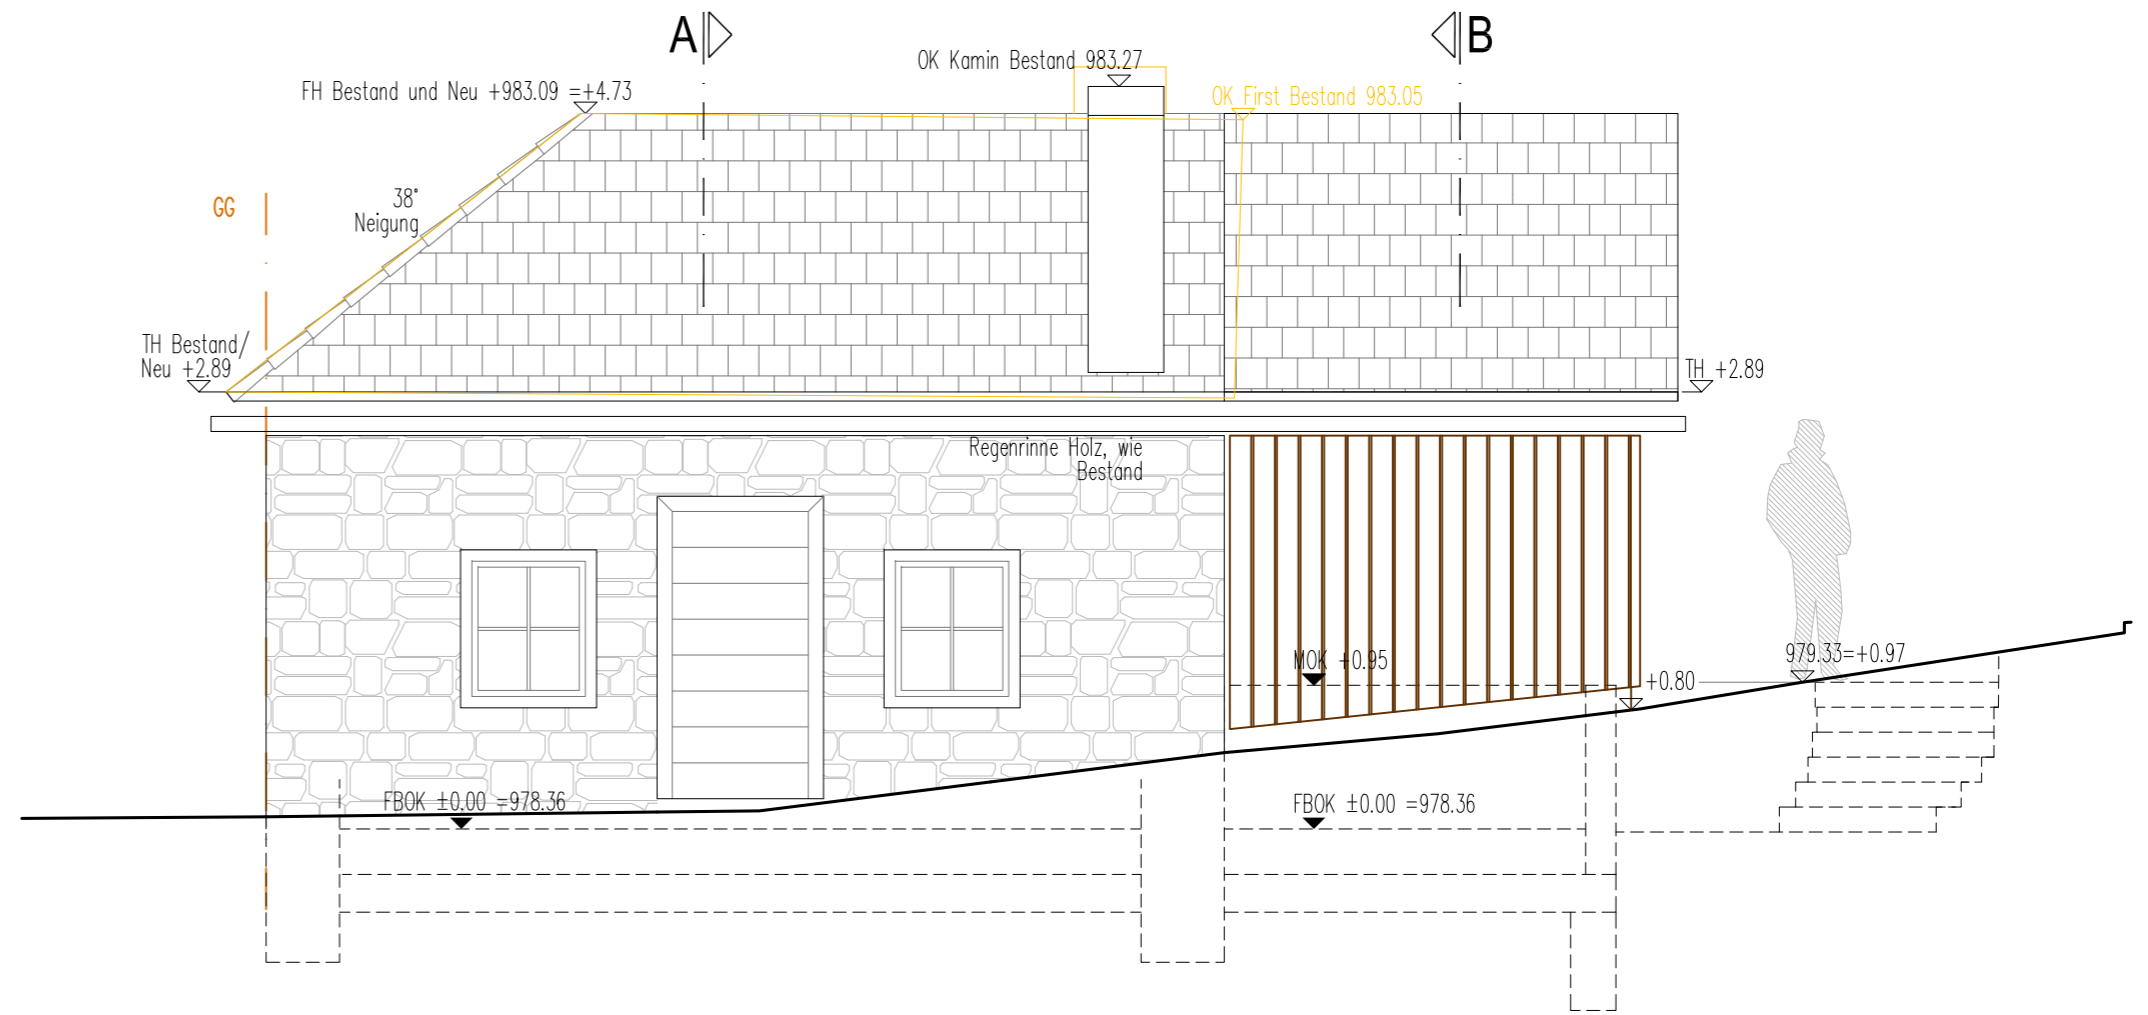 A
B
OK Kamin Bestand 983.27
FH Bestand und Neu +983.09 =+4.73
OK First Bestand 983.05
38°
Neigung
GG
TH Bestand/
Neu +2.89
TH +2.89
Regenrinne Holz, wie
Bestand
MOK +0.95
979.33=+0.97
+0.80
FBOK ±0.00 =978.36
FBOK ±0.00 =978.36